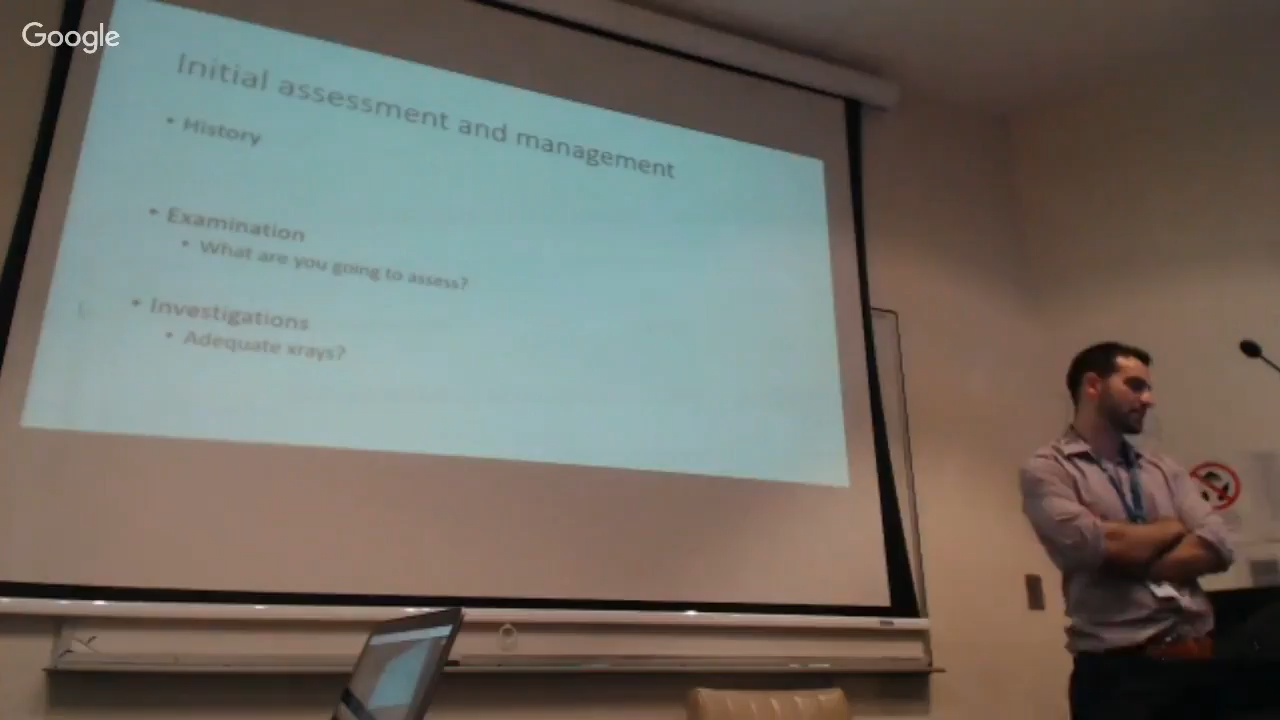 Google
Initial assessment and management
• History
• Examination
• What are you going to assess?
• Investigations
• Adequate xrays?